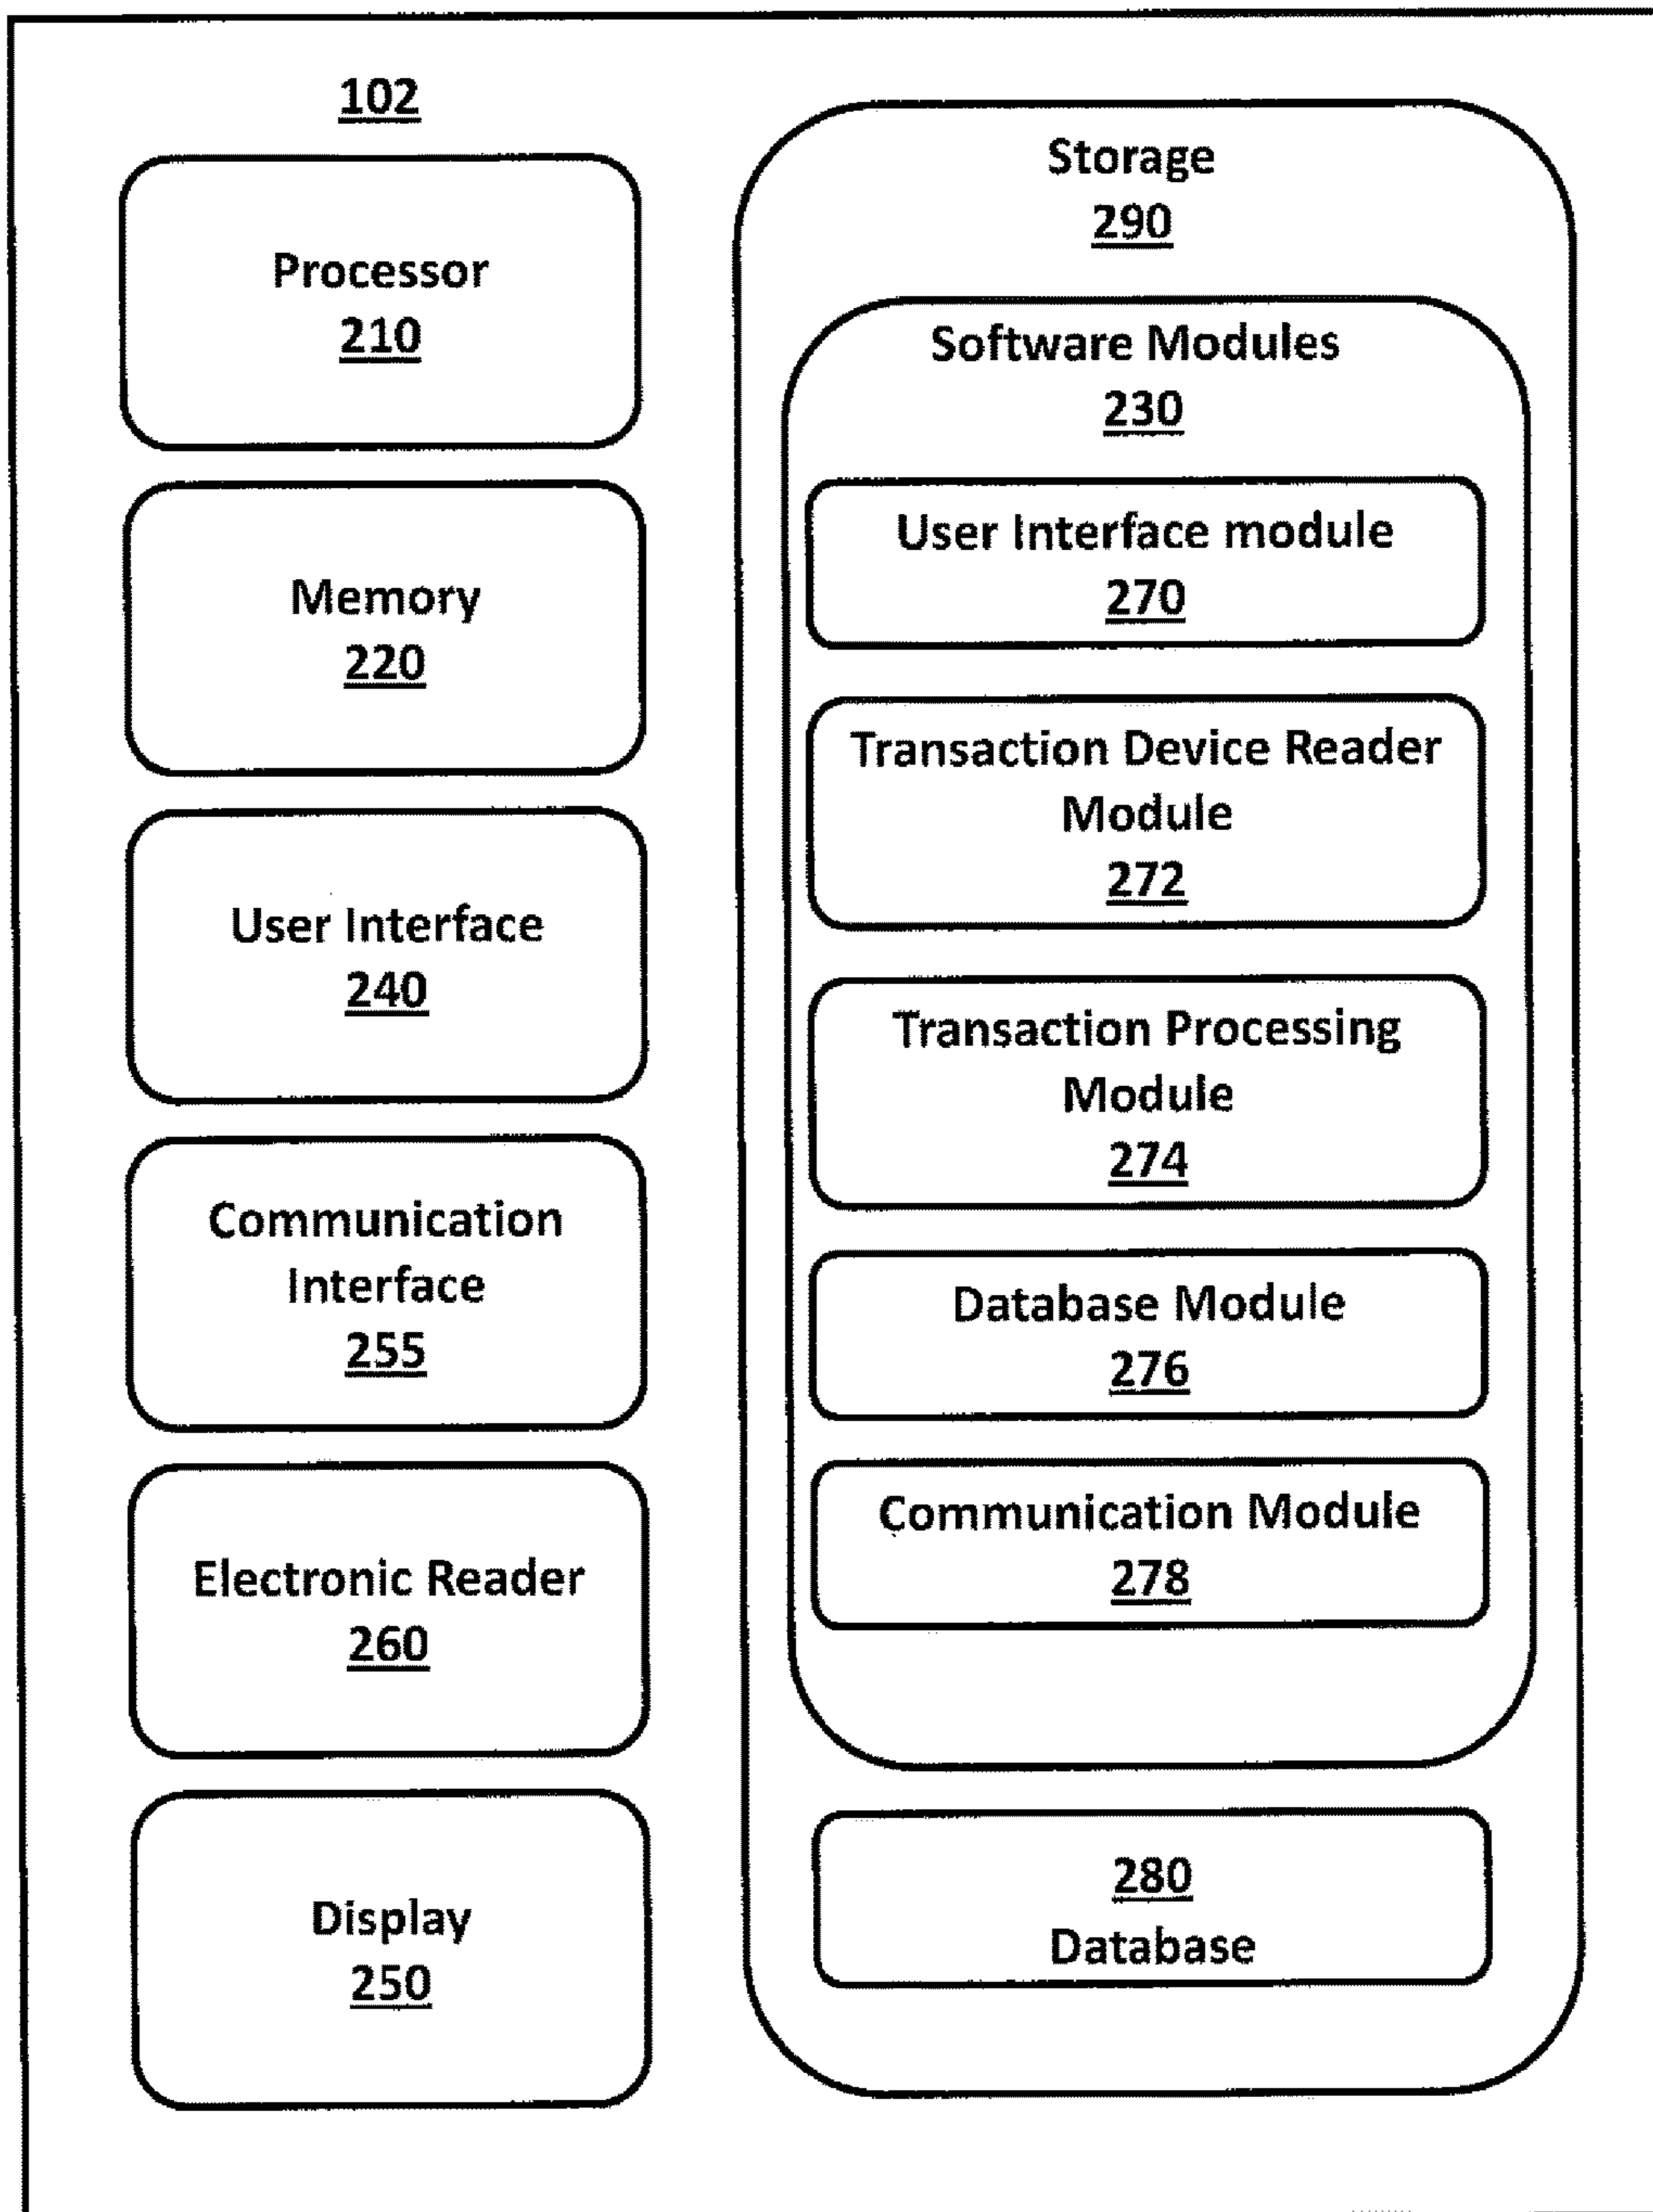 102
Processor
210
Memory
220
User Interface
240
Communication
Interface
255
Electronic Reader
260
Display
250
Storage
290
Software Modules
230
User Interface module
270
Transaction Device Reader
Module
272
Transaction Processing
Module
274
Database Module
276
Communication Module
278
280
Database